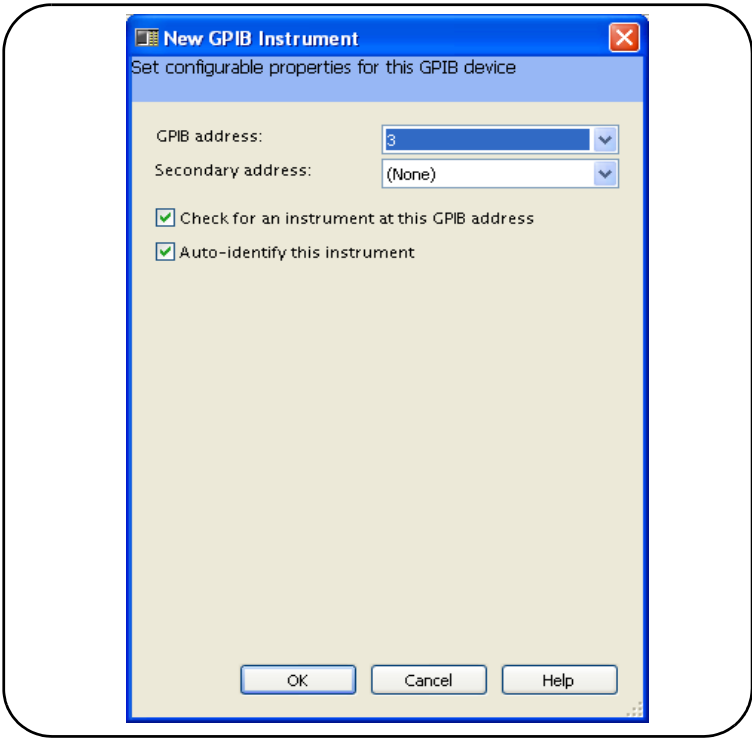 New GPIB Instrument
Set configurable properties for this GPIB device
GPIB address: 3
Secondary address: (None)
Check for an instrument at this GPIB address
Auto-identify this instrument
OK Cancel Help